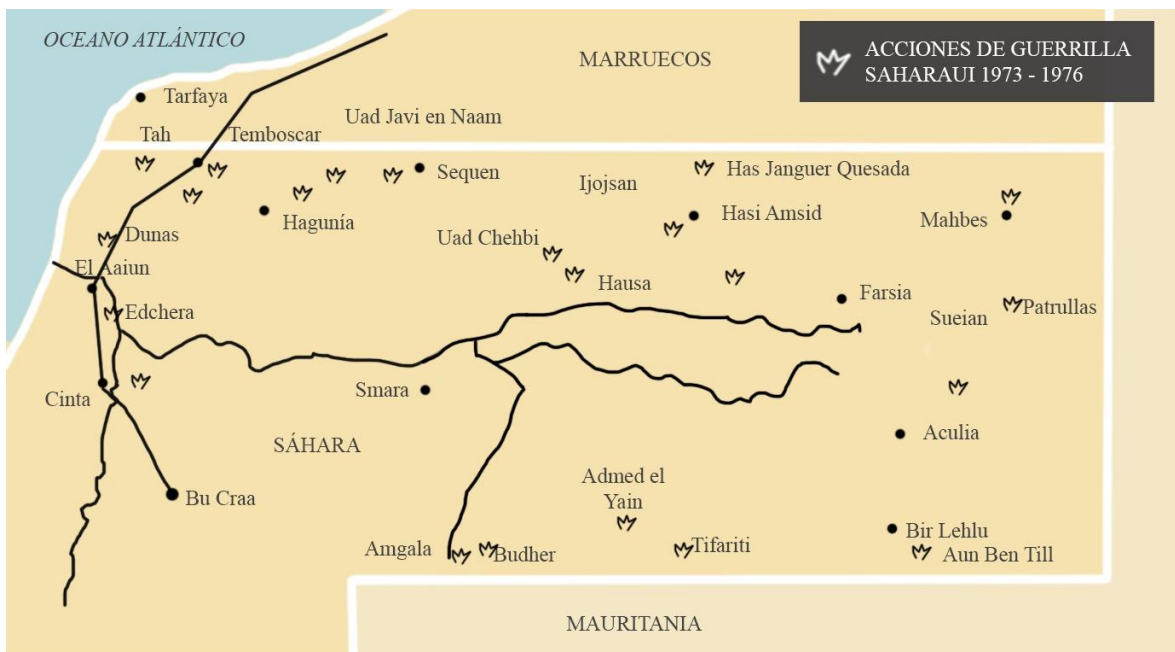 OCEANO ATLÁNTICO
ACCIONES DE GUERRILLA
SAHARAUI 1973 - 1976
MARRUECOS
Tarfaya
Uad Javi en Naam
Tah
Temboscar
Sequen
Has Janguer Quesada
Ijojsan
Hagunía
Hasi Amsid
Mahbes
Dunas
Uad Chehbi
El Aaiun
Hausa
Farsia
Edchera
Sueian
Patrullas
Cinta
Smara
Aculia
SÁHARA
Admed el
Yain
Bu Craa
Bir Lehlu
Amgala
Budher
Tifariti
Aun Ben Till
MAURITANIA